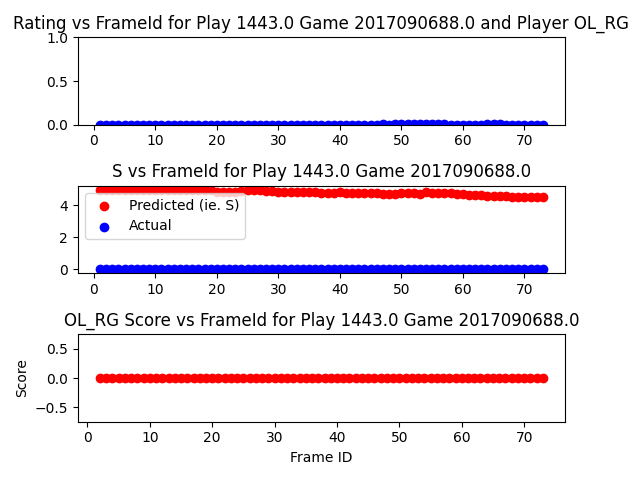 Rating vs FrameId for Play 1443.0 Game 2017090688.0 and Player OL_RG
1.0
0.5
0.0
0 10 20 30 40 50 60 70
S vs FrameId for Play 1443.0 Game 2017090688.0
4
2
0
Predicted (ie. S)
Actual
0 10 20 30 40 50 60 70
OL_RG Score vs FrameId for Play 1443.0 Game 2017090688.0
Score
0.5
0.0
−0.5
0 10 20 30 40 50 60 70
Frame ID